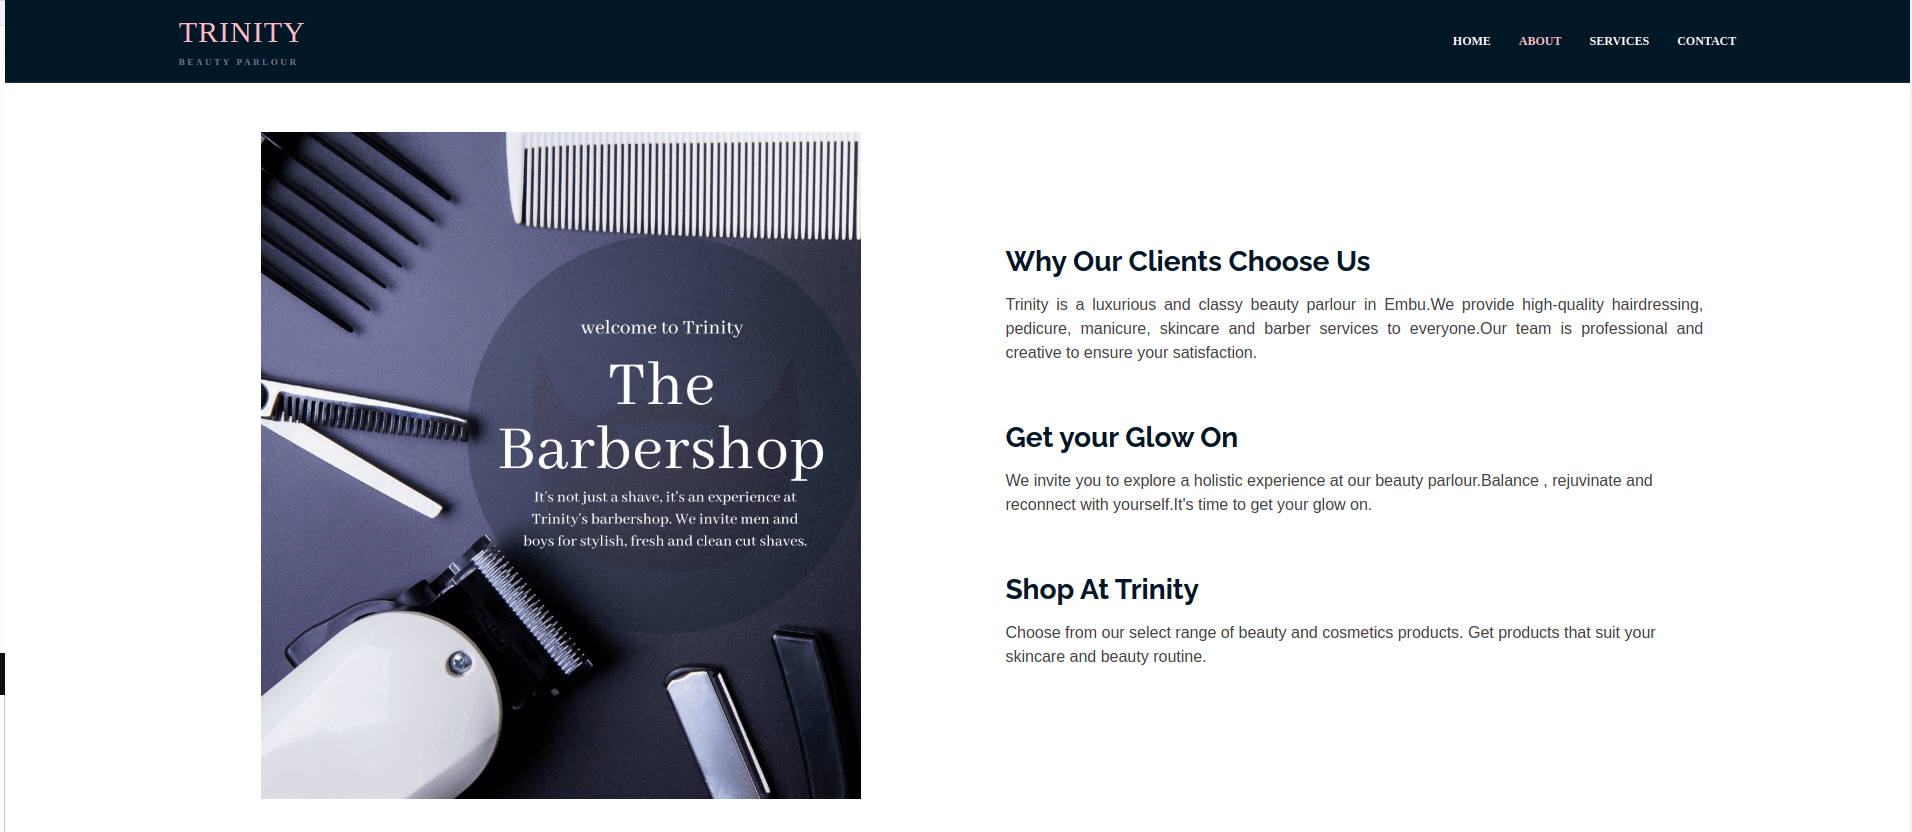 TRINITY
BEAUTY PARLOUR
HOME ABOUT SERVICES CONTACT
welcome to Trinity
The
Barbershop
It's not just a shave, it's an experience at
Trinity's barbershop. We invite men and
boys for stylish, fresh and clean cut shaves.
Why Our Clients Choose Us
Trinity is a luxurious and classy beauty parlour in Embu.We provide high-quality hairdressing,
pedicure, manicure, skincare and barber services to everyone.Our team is professional and
creative to ensure your satisfaction.
Get your Glow On
We invite you to explore a holistic experience at our beauty parlour.Balance , rejuvinate and
reconnect with yourself.It's time to get your glow on.
Shop At Trinity
Choose from our select range of beauty and cosmetics products. Get products that suit your
skincare and beauty routine.